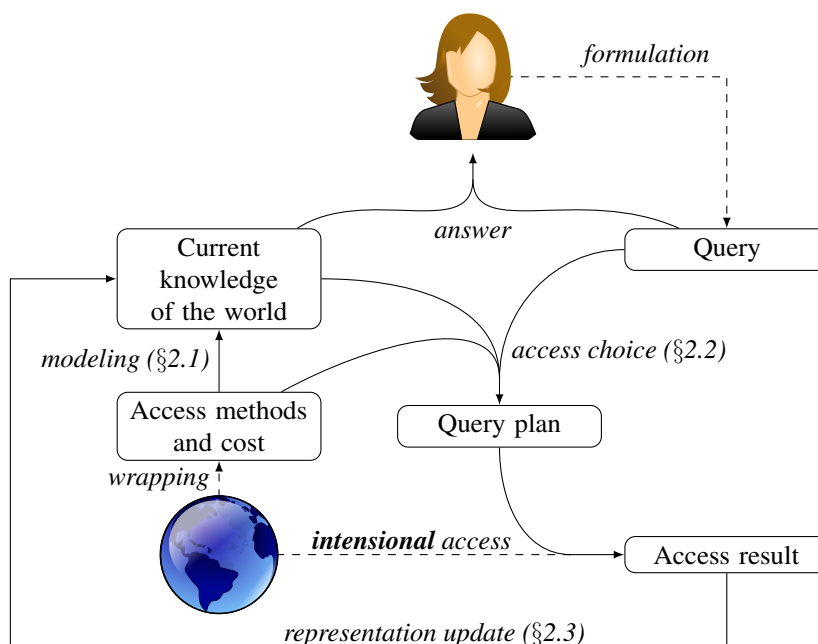 formulation
answer
Current
knowledge
of the world
Query
modeling (§2.1)
access choice (§2.2)
Access methods
and cost
Query plan
wrapping
intensional access
Access result
representation update (§2.3)